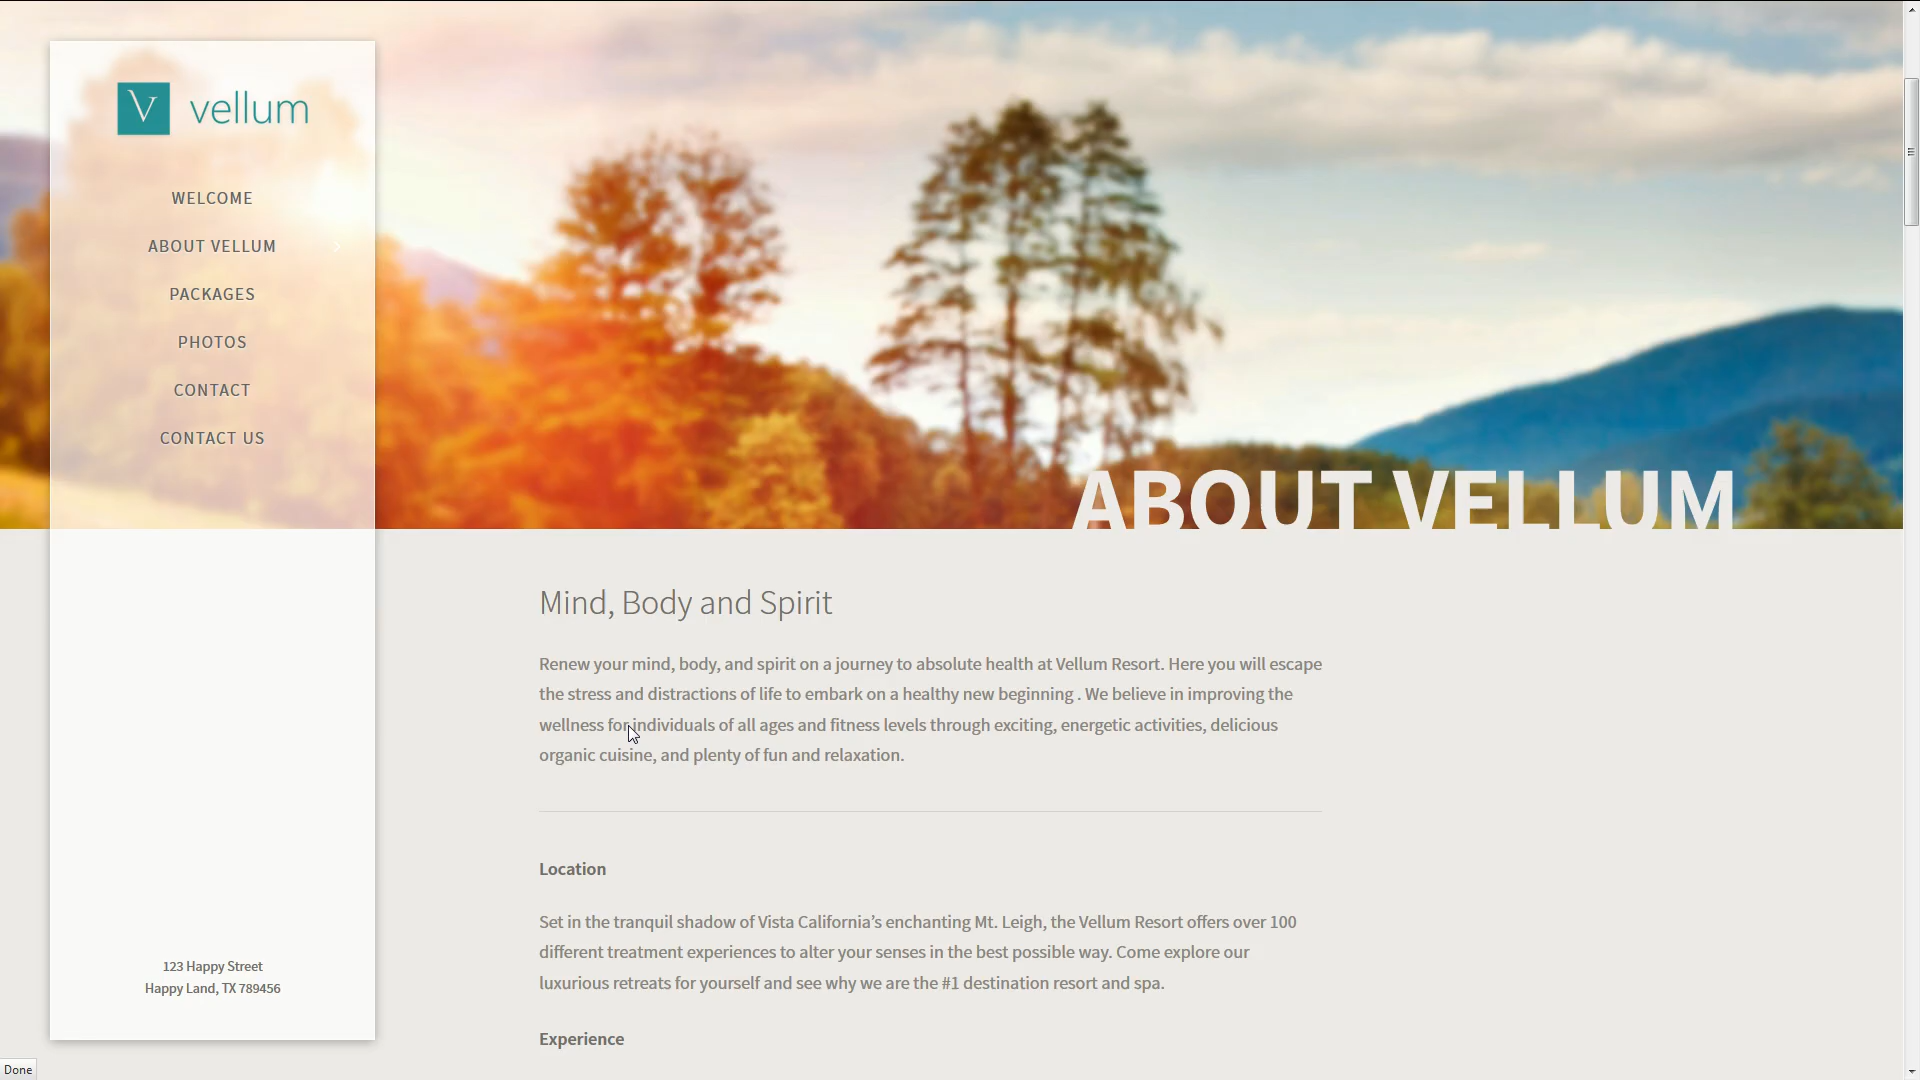 V vellum
WELCOME
ABOUT VELLUM
PACKAGES
PHOTOS
CONTACT
CONTACT US
123 Happy Street
Happy Land, TX 789456
ABOUT VELLUM
Mind, Body and Spirit
Renew your mind, body, and spirit on a journey to absolute health at Vellum Resort. Here you will escape
the stress and distractions of life to embark on a healthy new beginning . We believe in improving the
wellness for individuals of all ages and fitness levels through exciting, energetic activities, delicious
organic cuisine, and plenty of fun and relaxation.
Location
Set in the tranquil shadow of Vista California’s enchanting Mt. Leigh, the Vellum Resort offers over 100
different treatment experiences to alter your senses in the best possible way. Come explore our
luxurious retreats for yourself and see why we are the #1 destination resort and spa.
Experience
Done